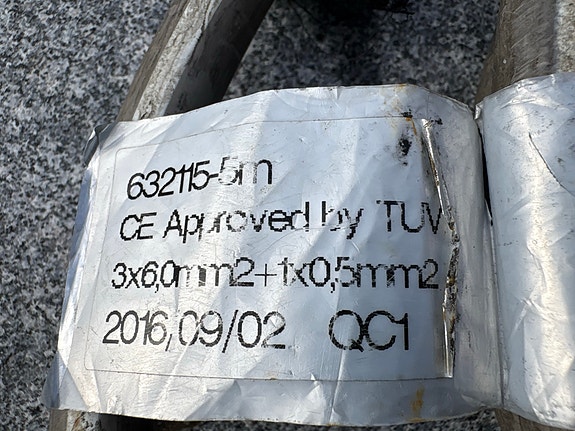 632115-5m
CE Approved by TUV
3x6,0mm2+1x0,5mm2
2016,09/02 QC1